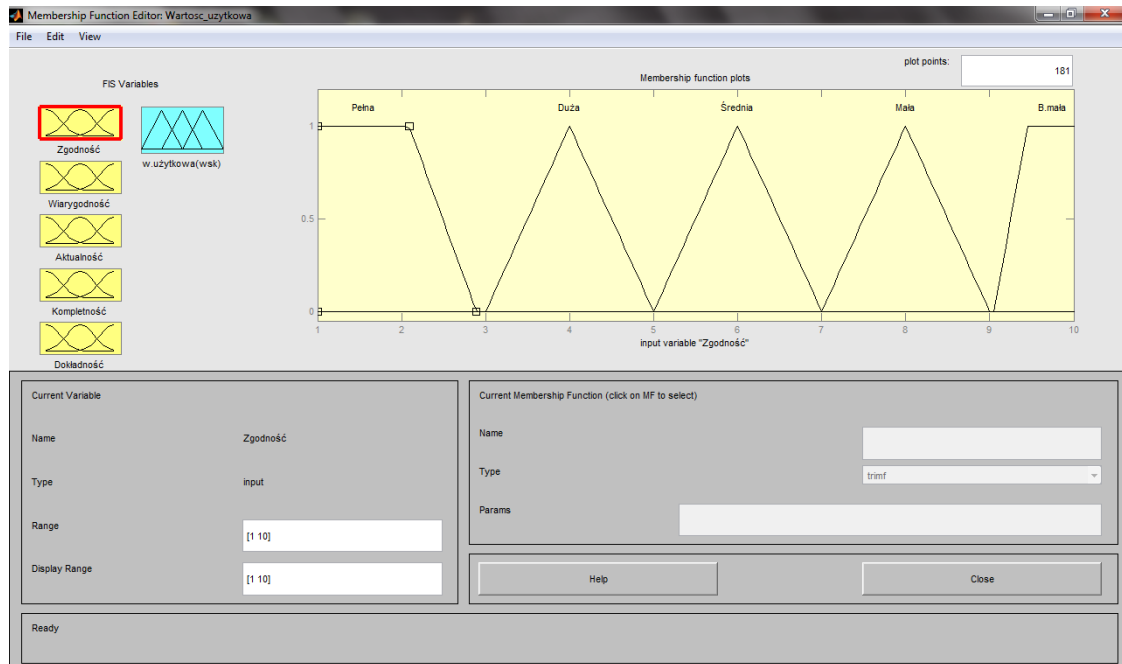 Membership Function Editor: Wartosc_uzytkowa
File Edit View
FIS Variables
Zgodność
Wiarygodność
Aktualność
Kompletność
Dokładność
w.użytkowa(wsk)
plot points:
181
Membership function plots
Pełna Duża Średnia Mała B.mała
1
0.5
0
1 2 3 4 5 6 7 8 9 10
input variable "Zgodność"
Current Variable
Name Zgodność
Type input
Range [1 10]
Display Range [1 10]
Current Membership Function (click on MF to select)
Name
Type trimf
Params
Help Close
Ready